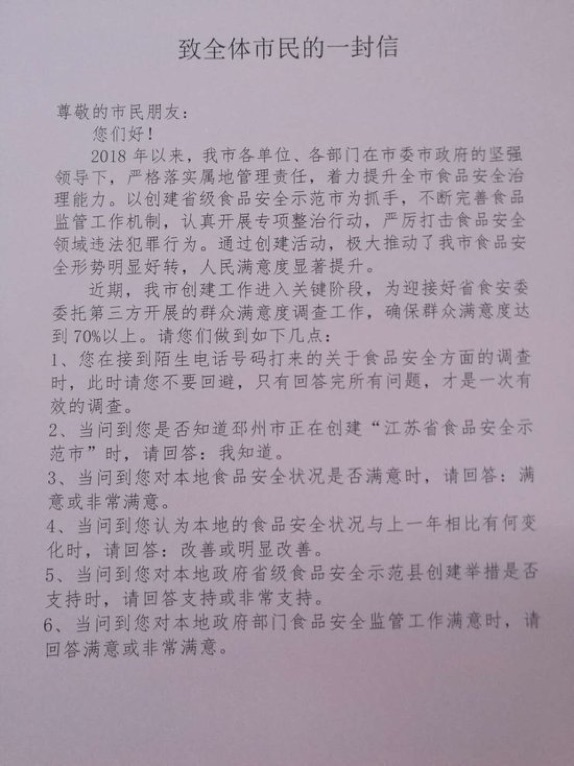 致全体市民的一封信
尊敬的市民朋友：
您们好！
2018 年以来，我市各单位、各部门在市委市政府的坚强
领导下，严格落实属地管理责任，着力提升全市食品安全治
理能力。以创建省级食品安全示范市为抓手，不断完善食品
监管工作机制，认真开展专项整治行动，严厉打击食品安全
领域违法犯罪行为。通过创建活动，极大推动了我市食品安
全形势明显好转，人民满意度显著提升。
近期，我市创建工作进入关键阶段，为迎接好省食安委
委托第三方开展的群众满意度调查工作，确保群众满意度达
到 70%以上。请您们做到如下几点：
1、您在接到陌生电话号码打来的关于食品安全方面的调查
时，此时请您不要回避，只有回答完所有问题，才是一次有
效的调查。
2、当问到您是否知道邳州市正在创建“江苏省食品安全示
范市”时，请回答：我知道。
3、当问到您对本地食品安全状况是否满意时，请回答：满
意或非常满意。
4、当问到您认为本地的食品安全状况与上一年相比有何变
化时，请回答：改善或明显改善。
5、当问到您对本地政府省级食品安全示范县创建举措是否
支持时，请回答支持或非常支持。
6、当问到您对本地政府部门食品安全监管工作满意时，请
回答满意或非常满意。